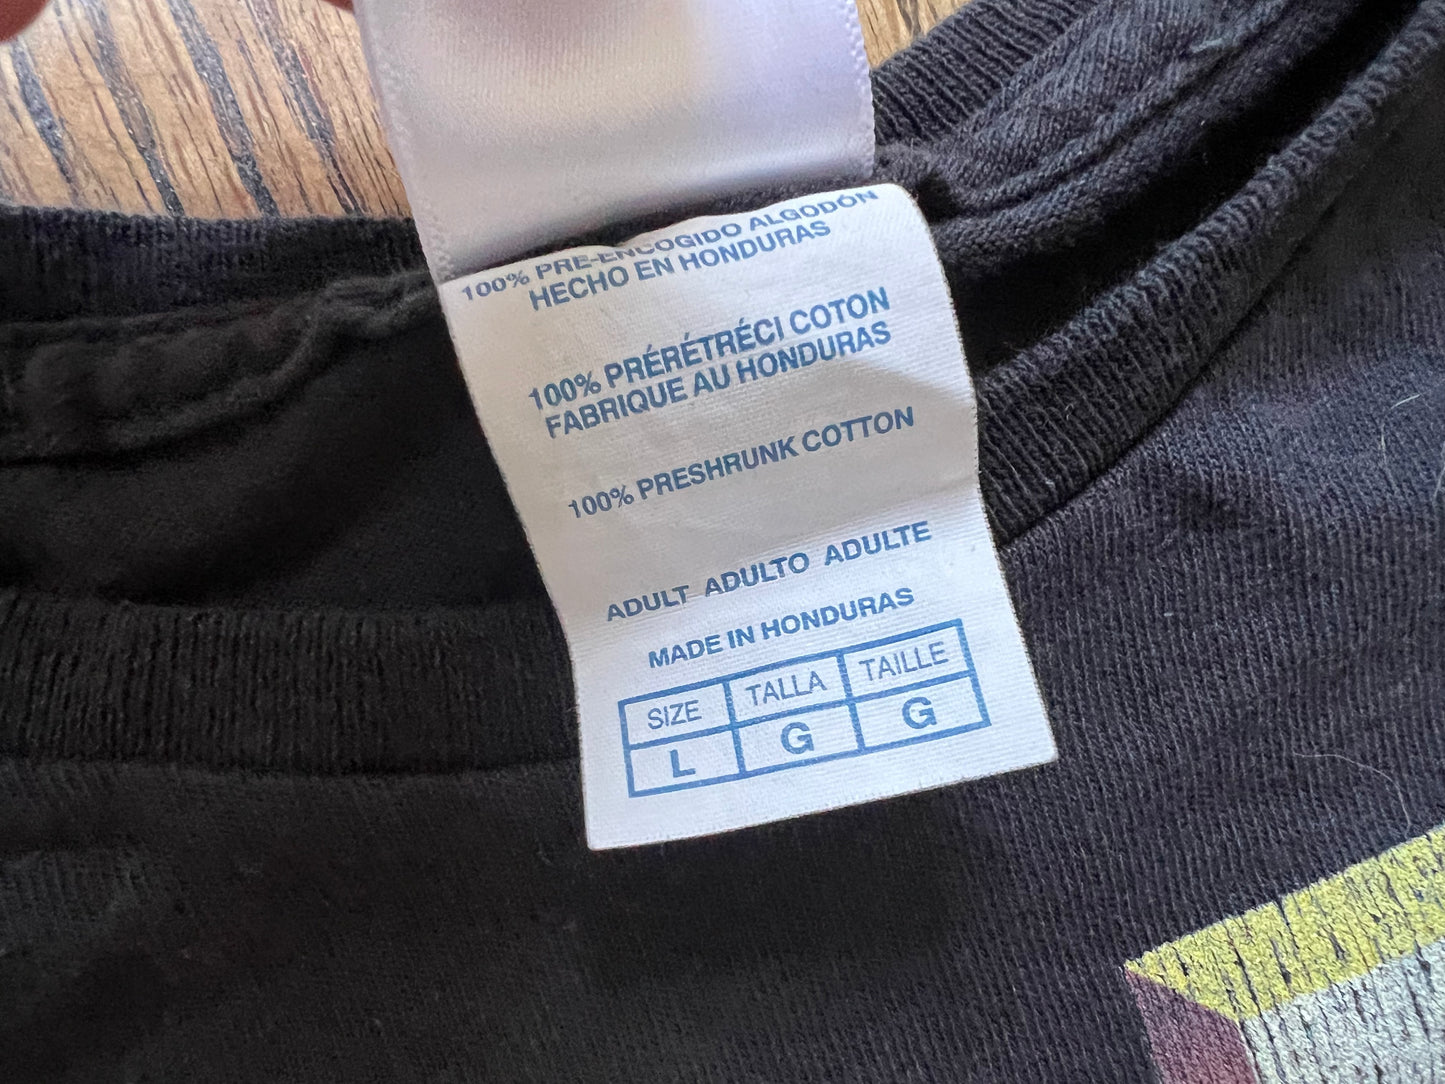 100% PRE-ENCOGIDO ALGODÓN
HECHO EN HONDURAS
100% PRÉRÉTRÉCI COTON
FABRIQUE AU HONDURAS
100% PRESHRUNK COTTON
ADULT ADULTO ADULTE
MADE IN HONDURAS
SIZE TALLA TAILLE
L G G